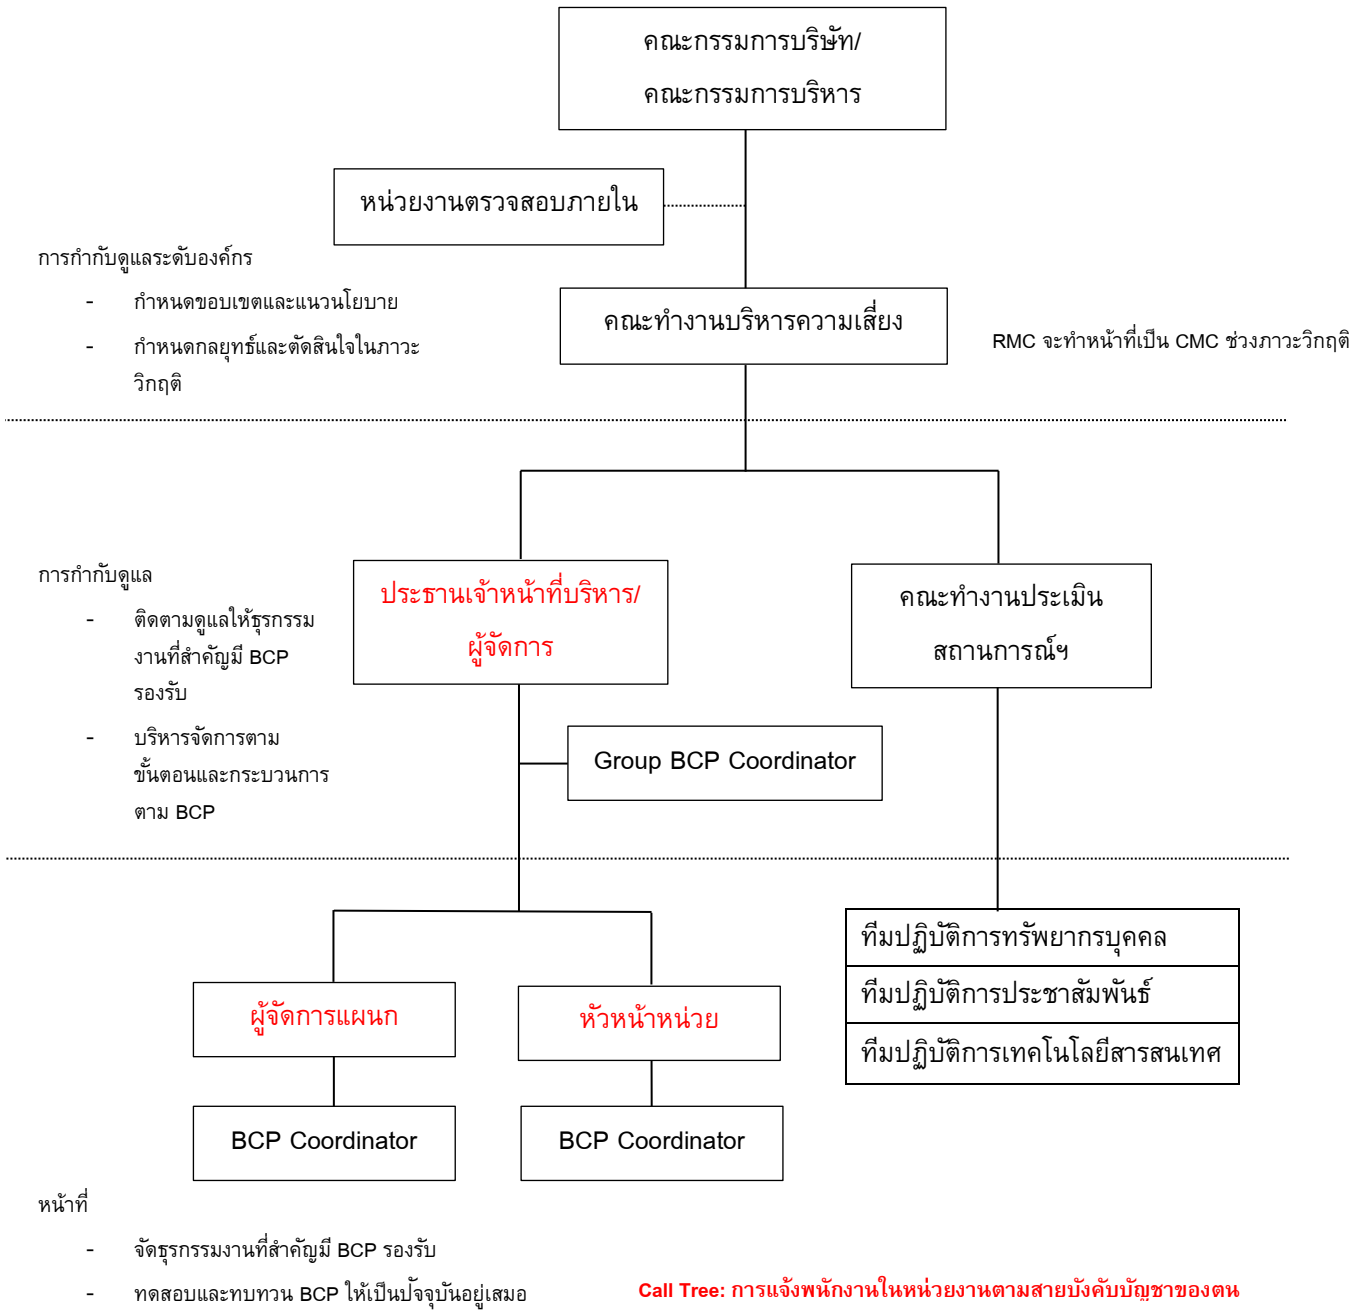 คณะกรรมการบริษัท/
คณะกรรมการบริหาร
หน่วยงานตรวจสอบภายใน
การกำกับดูแลระดับองค์กร
- กำหนดขอบเขตและแนวนโยบาย
- กำหนดกลยุทธ์และตัดสินใจในภาวะ
วิกฤติ
คณะทำงานบริหารความเสี่ยง
RMC จะทำหน้าที่เป็น CMC ช่วงภาวะวิกฤติ
การกำกับดูแล
- ติดตามดูแลให้ธุรกรรม
งานที่สำคัญมี BCP
รองรับ
- บริหารจัดการตาม
ขั้นตอนและกระบวนการ
ตาม BCP
ประธานเจ้าหน้าที่บริหาร/
ผู้จัดการ
คณะทำงานประเมิน
สถานการณ์ฯ
Group BCP Coordinator
ผู้จัดการแผนก
หัวหน้าหน่วย
ทีมปฏิบัติการทรัพยากรบุคคล
ทีมปฏิบัติการประชาสัมพันธ์
ทีมปฏิบัติการเทคโนโลยีสารสนเทศ
BCP Coordinator
BCP Coordinator
หน้าที่
- จัดธุรกรรมงานที่สำคัญมี BCP รองรับ
- ทดสอบและทบทวน BCP ให้เป็นปัจจุบันอยู่เสมอ
Call Tree: การแจ้งพนักงานในหน่วยงานตามสายบังคับบัญชาของตน